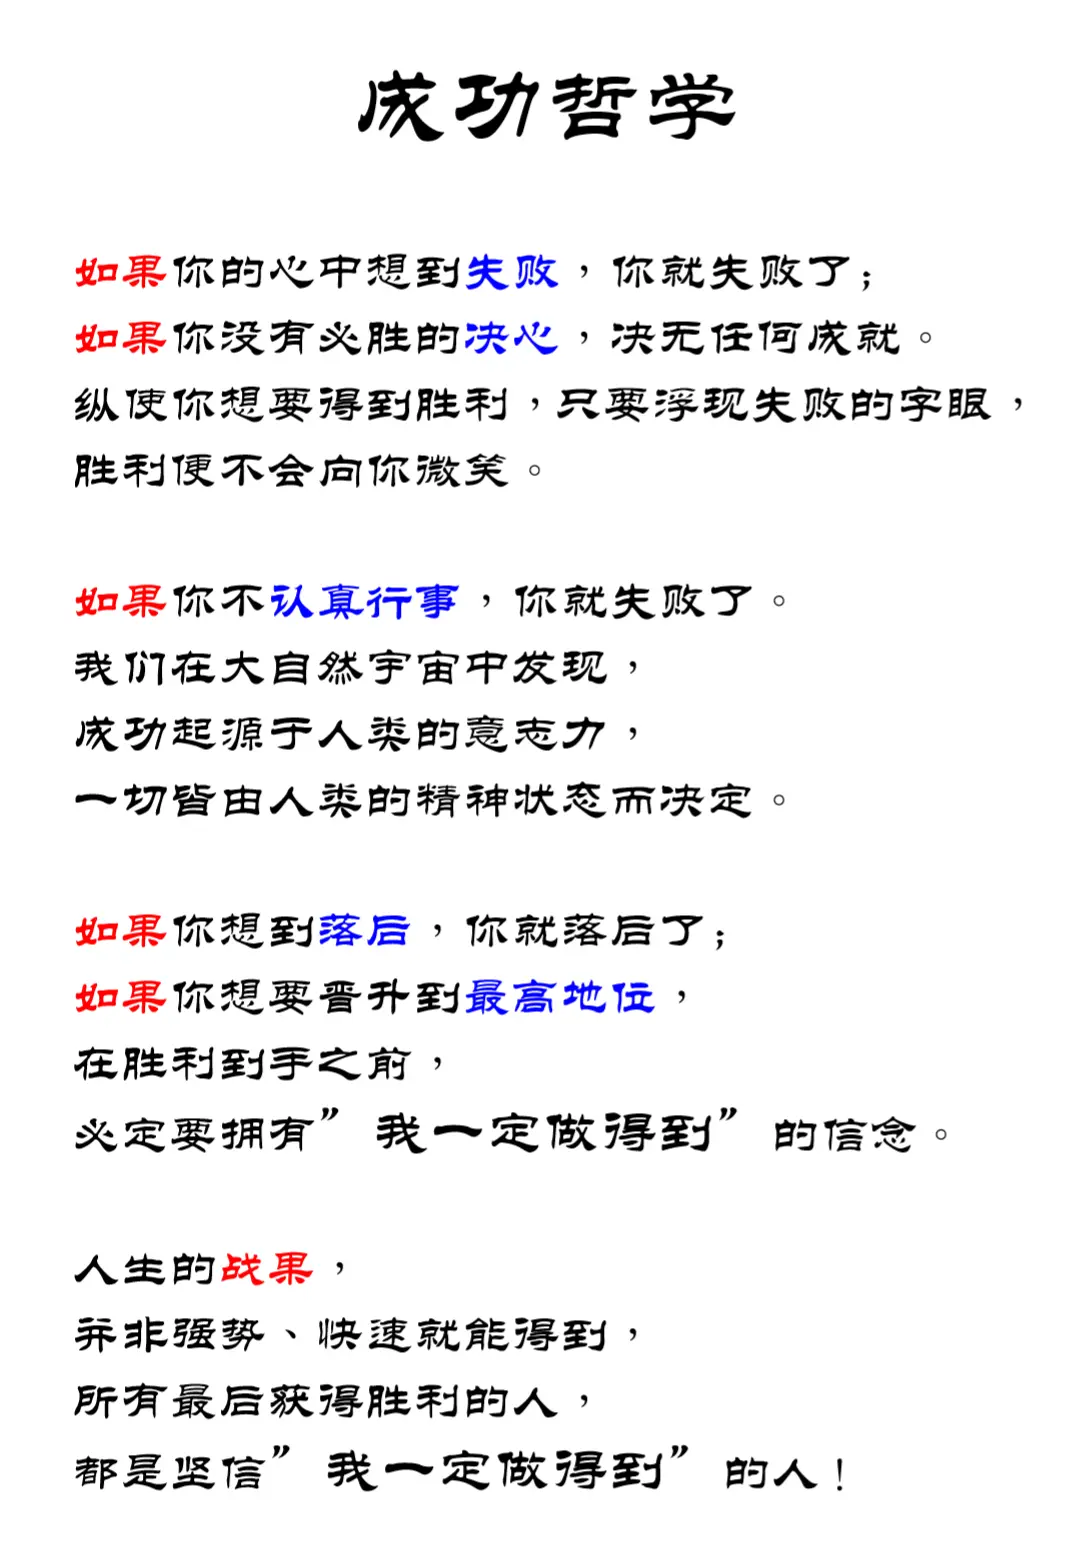 成功哲学
如果你的心中想到失败，你就失败了；
如果你没有必胜的决心，决无任何成就。
纵使你想要得到胜利，只要浮现失败的字眼，
胜利便不会向你微笑。
如果你不认真行事，你就失败了。
我们在大自然宇宙中发现，
成功起源于人类的意志力，
一切皆由人类的精神状态而决定。
如果你想到落后，你就落后了；
如果你想要晋升到最高地位，
在胜利到手之前，
必定要拥有”我一定做得到”的信念。
人生的战果，
并非强势、快速就能得到，
所有最后获得胜利的人，
都是坚信”我一定做得到”的人！